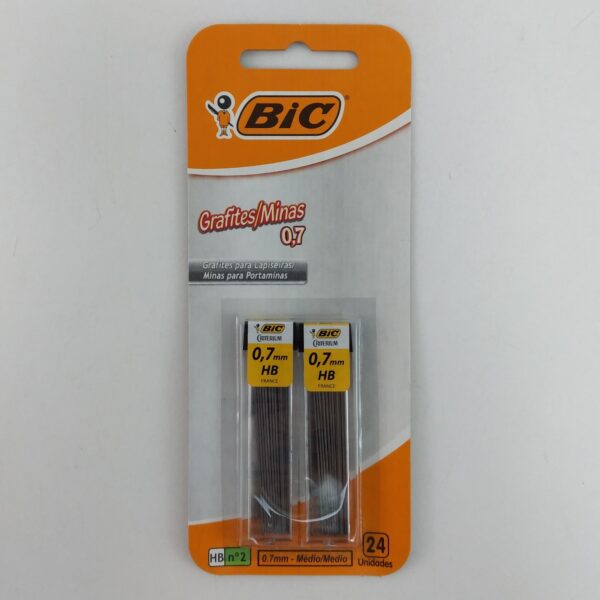 BIC
Grafites/Minas
0,7
Grafites para Lapiseiras/
Minas para Portaminas
BIC
CRITERIUM
0,7mm
HB
FRANCE
BIC
CRITERIUM
0,7mm
HB
FRANCE
HB nº2
0.7mm - Médio/Medio
24
Unidades